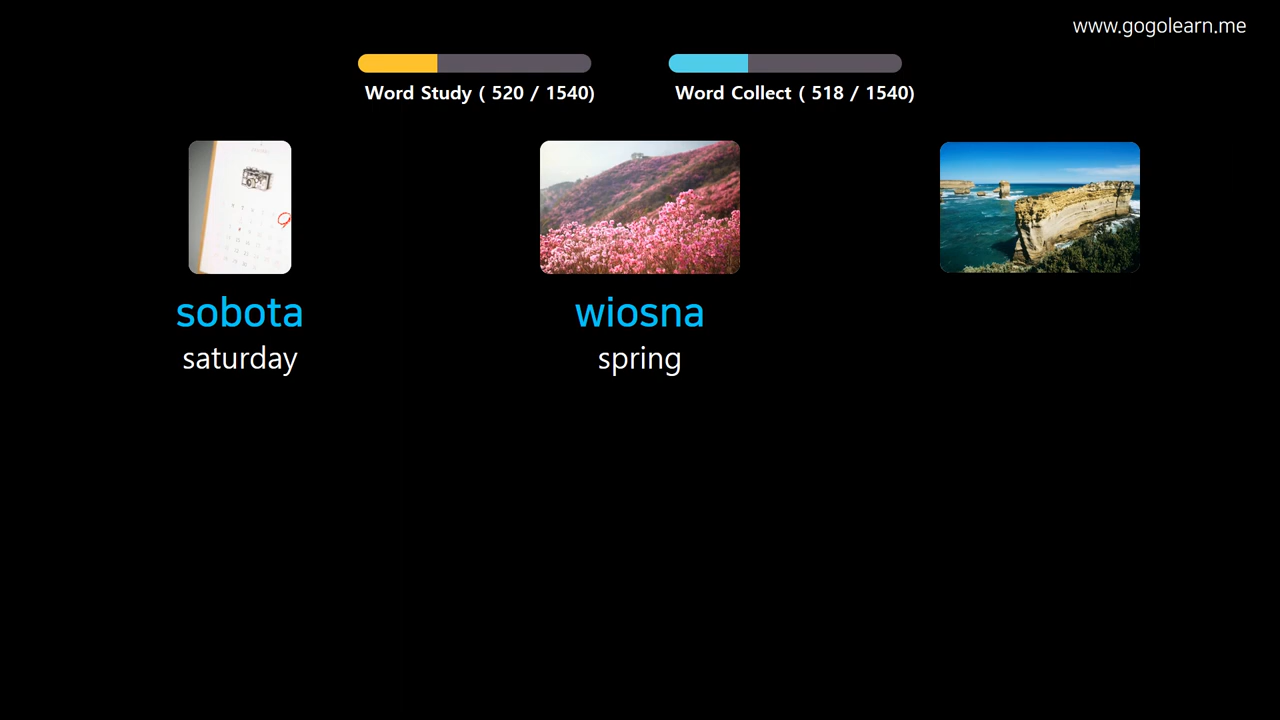 www.gogolearn.me
Word Study ( 520 / 1540)
Word Collect ( 518 / 1540)
sobota
saturday
wiosna
spring